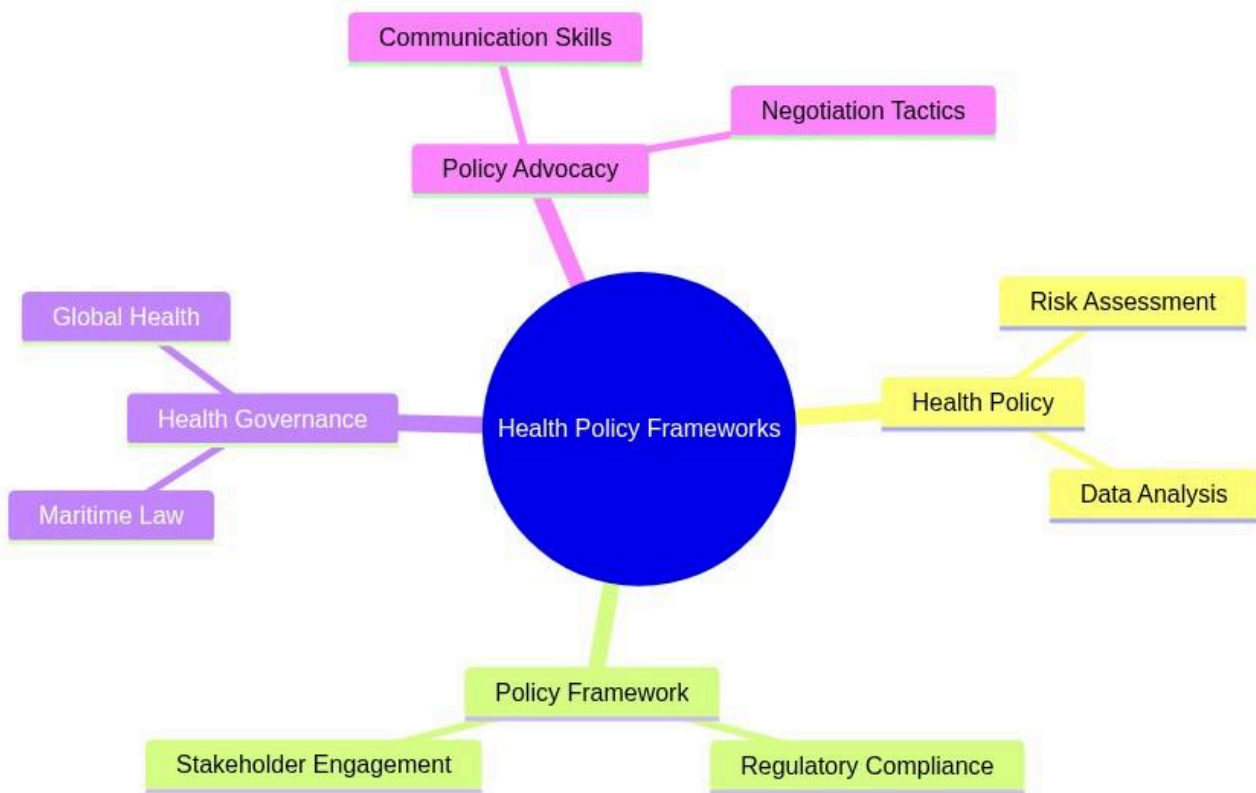 Communication Skills
Negotiation Tactics
Policy Advocacy
Global Health
Risk Assessment
Health Governance
Health Policy Frameworks
Health Policy
Maritime Law
Data Analysis
Policy Framework
Stakeholder Engagement
Regulatory Compliance